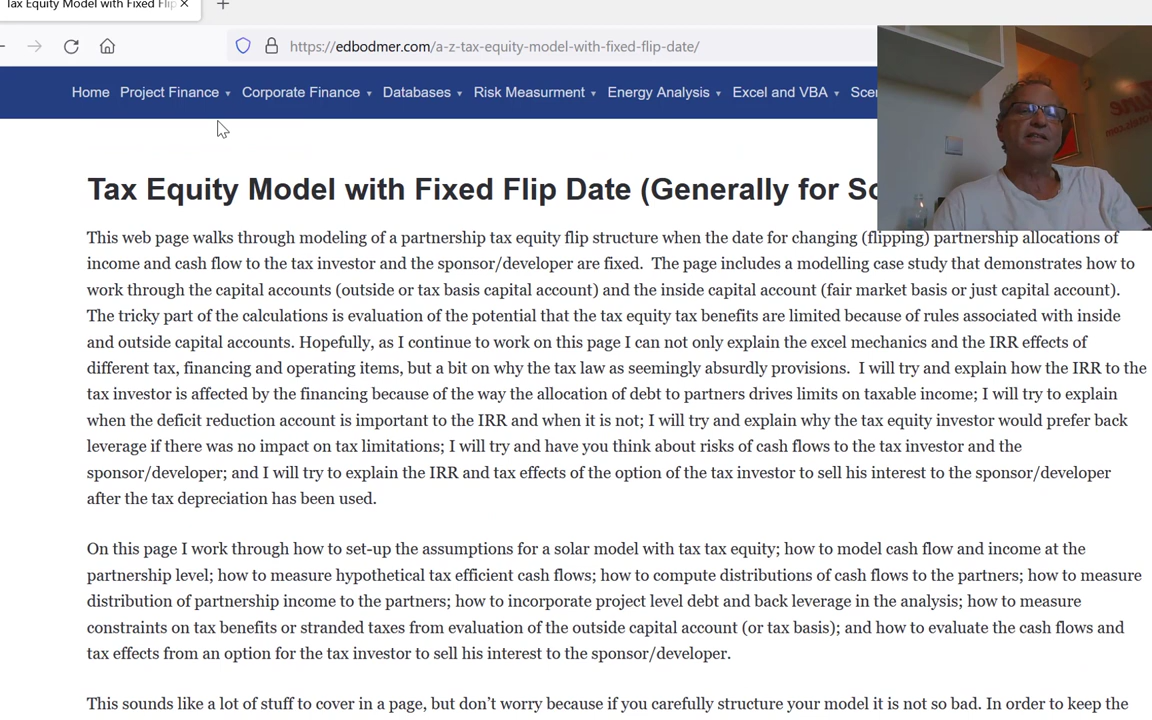 Tax Equity Model with Fixed Flip
https://edbodmer.com/a-z-tax-equity-model-with-fixed-flip-date/
Home Project Finance Corporate Finance Databases Risk Measurment Energy Analysis Excel and VBA Scen
Tax Equity Model with Fixed Flip Date (Generally for So
This web page walks through modeling of a partnership tax equity flip structure when the date for changing (flipping) partnership allocations of
income and cash flow to the tax investor and the sponsor/developer are fixed. The page includes a modelling case study that demonstrates how to
work through the capital accounts (outside or tax basis capital account) and the inside capital account (fair market basis or just capital account).
The tricky part of the calculations is evaluation of the potential that the tax equity tax benefits are limited because of rules associated with inside
and outside capital accounts. Hopefully, as I continue to work on this page I can not only explain the excel mechanics and the IRR effects of
different tax, financing and operating items, but a bit on why the tax law as seemingly absurdly provisions. I will try and explain how the IRR to the
tax investor is affected by the financing because of the way the allocation of debt to partners drives limits on taxable income; I will try to explain
when the deficit reduction account is important to the IRR and when it is not; I will try and explain why the tax equity investor would prefer back
leverage if there was no impact on tax limitations; I will try and have you think about risks of cash flows to the tax investor and the
sponsor/developer; and I will try to explain the IRR and tax effects of the option of the tax investor to sell his interest to the sponsor/developer
after the tax depreciation has been used.
On this page I work through how to set-up the assumptions for a solar model with tax tax equity; how to model cash flow and income at the
partnership level; how to measure hypothetical tax efficient cash flows; how to compute distributions of cash flows to the partners; how to measure
distribution of partnership income to the partners; how to incorporate project level debt and back leverage in the analysis; how to measure
constraints on tax benefits or stranded taxes from evaluation of the outside capital account (or tax basis); and how to evaluate the cash flows and
tax effects from an option for the tax investor to sell his interest to the sponsor/developer.
This sounds like a lot of stuff to cover in a page, but don't worry because if you carefully structure your model it is not so bad. In order to keep the